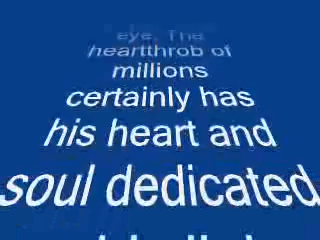 eye. The
heartthrob of
millions
certainly has
his heart and
soul dedicated